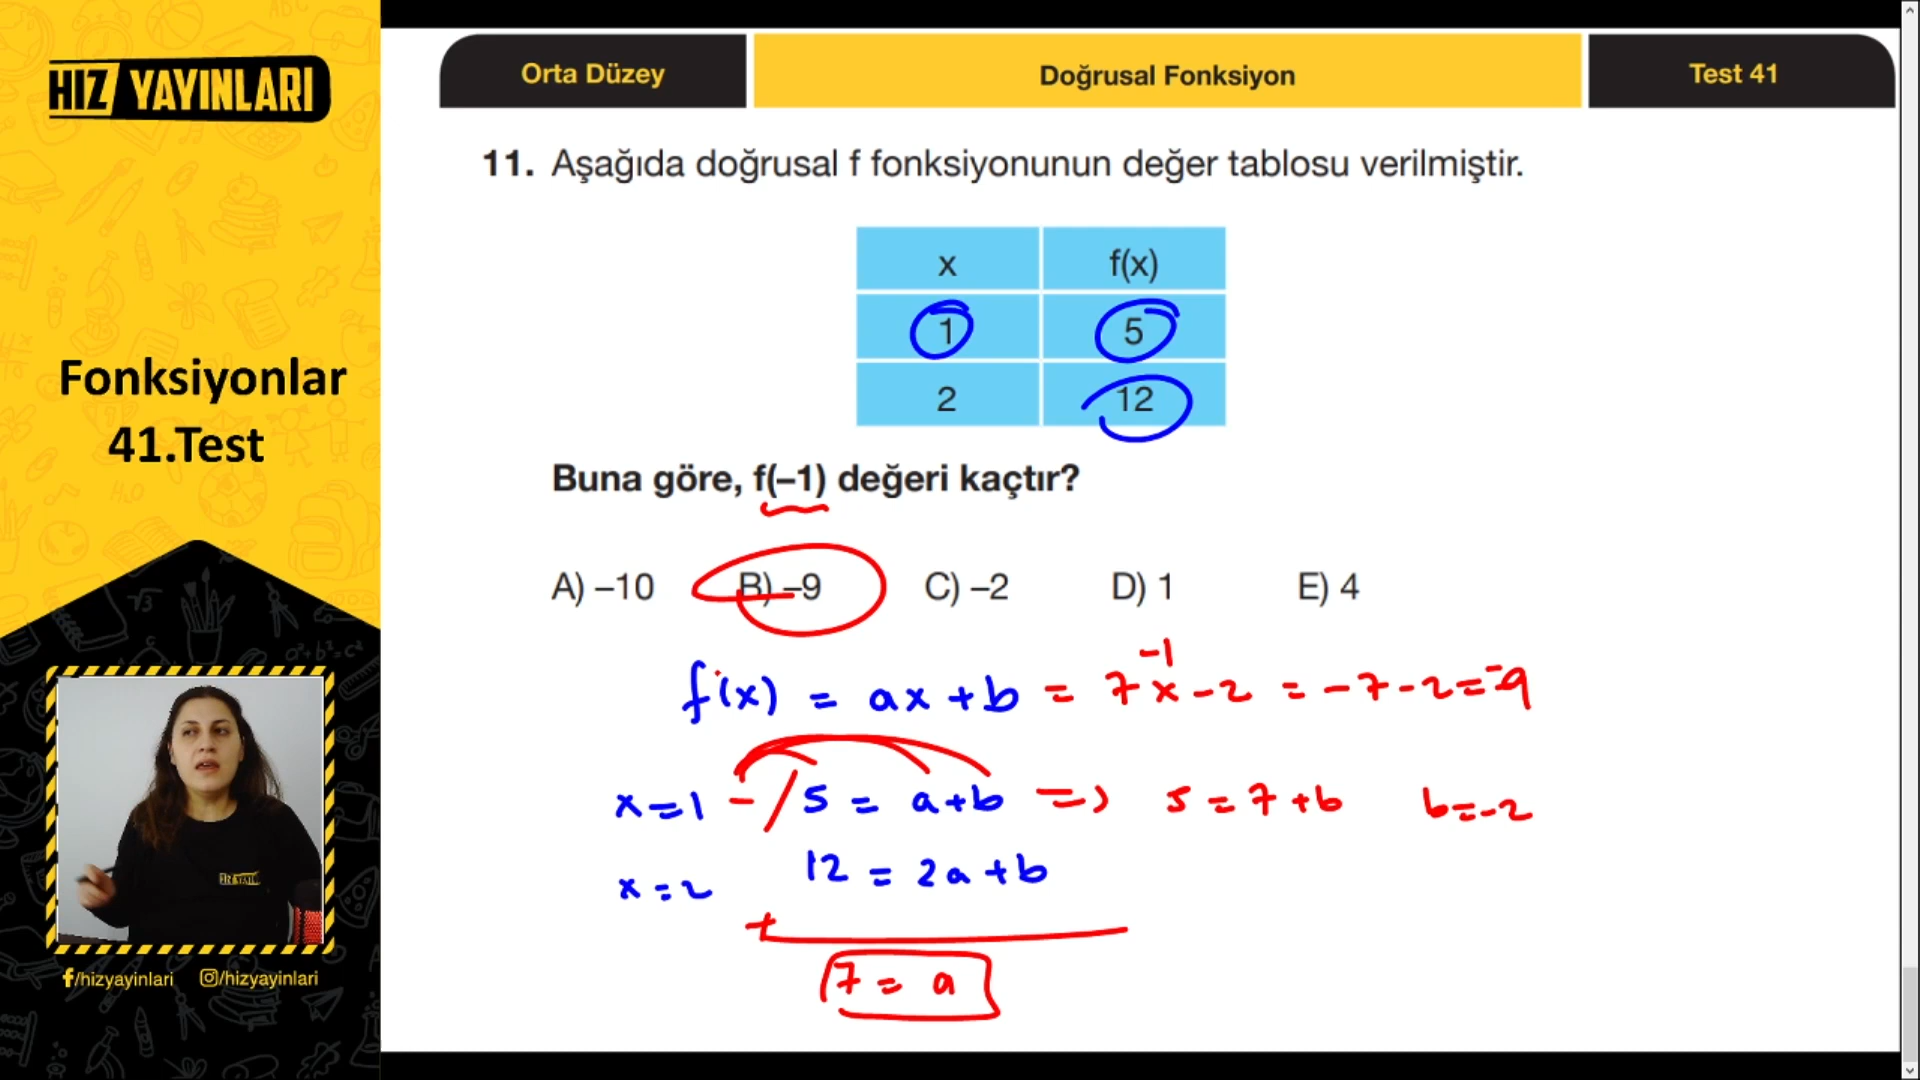 HIZ YAYINLARI
Fonksiyonlar
41.Test
f/hizyayinlari /hizyayinlari
Orta Düzey Doğrusal Fonksiyon Test 41
11. Aşağıda doğrusal f fonksiyonunun değer tablosu verilmiştir.
x f(x)
1 5
2 12
Buna göre, f(–1) değeri kaçtır?
A) –10 B) –9 C) –2 D) 1 E) 4
-1
f(x) = ax + b = 7x - 2 = -7 - 2 = -9
x = 1 - / 5 = a + b => 5 = 7 + b b = -2
x = 2 12 = 2a + b
+
7 = a